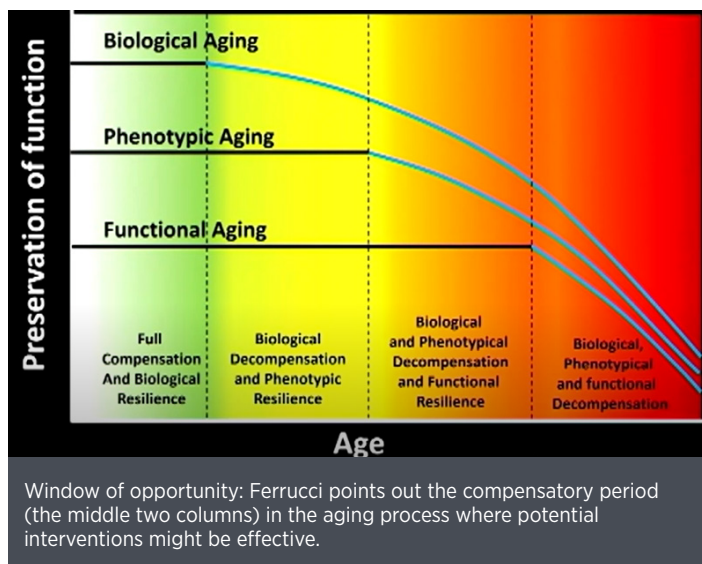 Preservation of function
Biological Aging
Phenotypic Aging
Functional Aging
Full
Compensation
And Biological
Resilience
Biological
Decompensation
and Phenotypic
Resilience
Biological
and Phenotypical
Decompensation
and Functional
Resilience
Biological,
Phenotypical
and functional
Decompensation
Age
Window of opportunity: Ferrucci points out the compensatory period
(the middle two columns) in the aging process where potential
interventions might be effective.